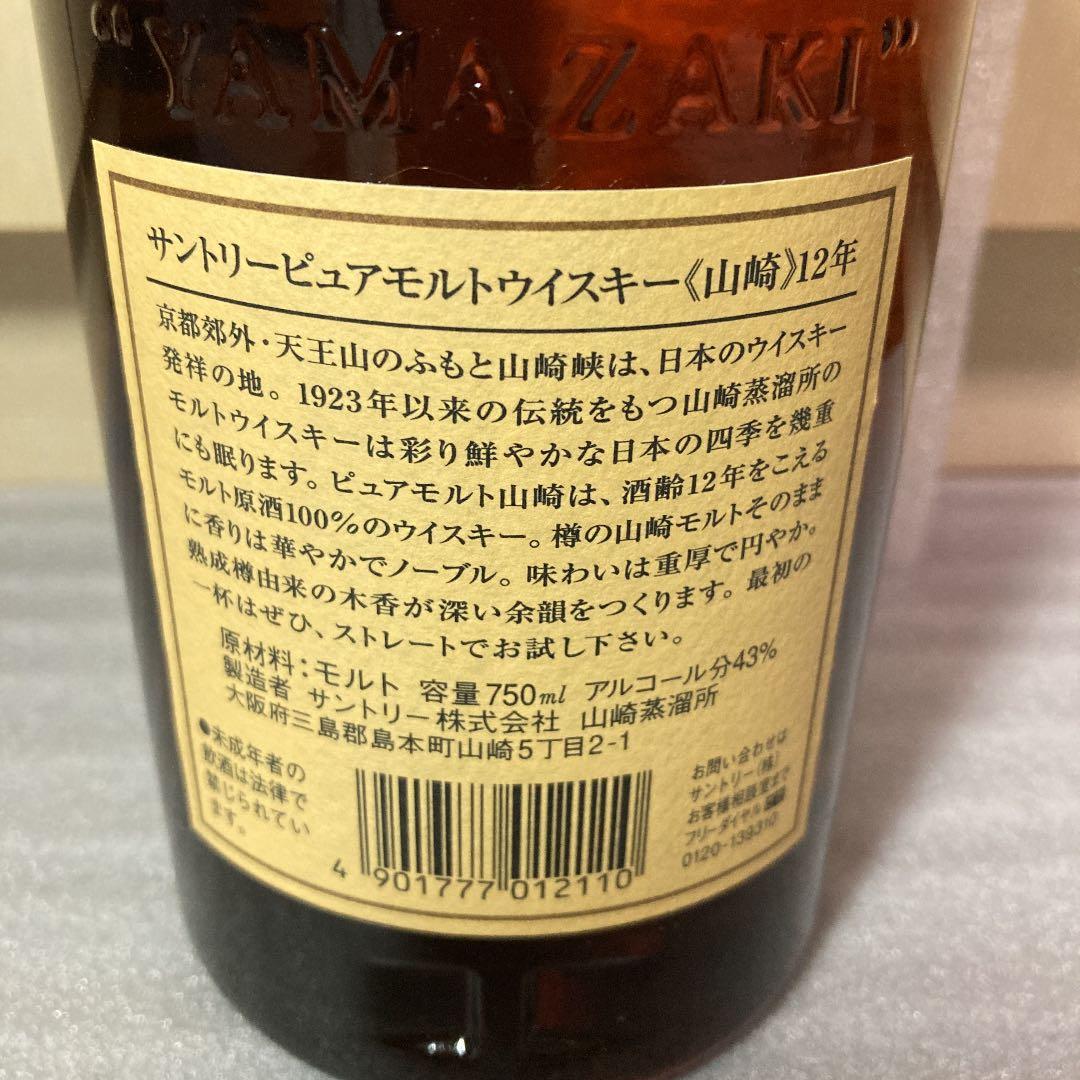 "YAMAZAKI"
サントリーピュアモルトウイスキー《山崎》12年
京都郊外・天王山のふもと山崎峡は、日本のウイスキー
発祥の地。1923年以来の伝統をもつ山崎蒸溜所の
モルトウイスキーは彩り鮮やかな日本の四季を幾重
にも眠ります。ピュアモルト山崎は、酒齢12年をこえる
モルト原酒100%のウイスキー。樽の山崎モルトそのまま
に香りは華やかでノーブル。味わいは重厚で円やか。
熟成樽由来の木香が深い余韻をつくります。最初の
一杯はぜひ、ストレートでお試し下さい。
原材料：モルト 容量750ml アルコール分43%
製造者 サントリー株式会社 山崎蒸溜所
大阪府三島郡島本町山崎5丁目2-1
●未成年者の
飲酒は法律で
禁じられてい
ます。
お問い合わせは
サントリー(株)
お客様相談室まで
フリーダイヤル
0120-139310
4 901777 012110